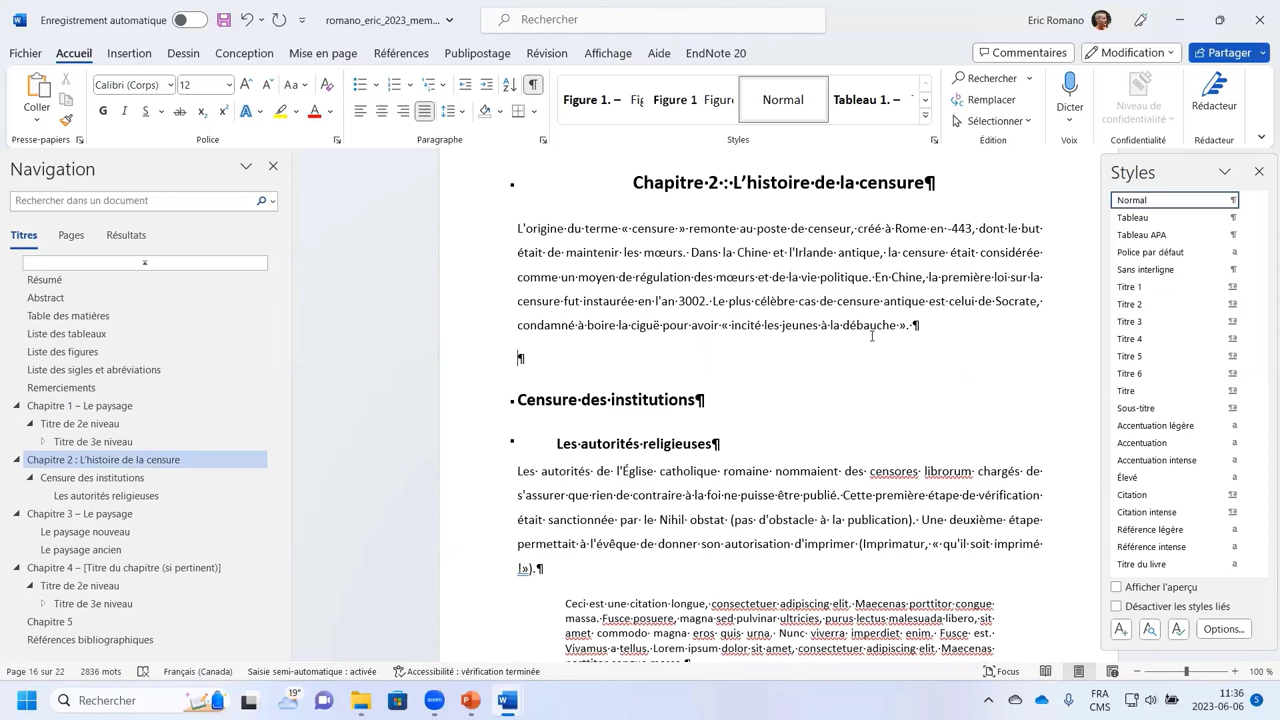 Enregistrement automatique
romano_eric_2023_mem...
Rechercher
Eric Romano
Fichier Accueil Insertion Dessin Conception Mise en page Références Publipostage Révision Affichage Aide EndNote 20
Commentaires Modification Partager
Coller
Calibri (Corps) 12
Figure 1. – Fig Figure 1 Figure Normal Tableau 1. –
Rechercher
Remplacer
Sélectionner
Dicter
Niveau de confidentialité
Rédacteur
Presse-papiers Police Paragraphe Styles Édition Voix Confidentialité Rédacteur
Navigation
Rechercher dans un document
Titres Pages Résultats
Résumé
Abstract
Table des matières
Liste des tableaux
Liste des figures
Liste des sigles et abréviations
Remerciements
Chapitre 1 – Le paysage
Titre de 2e niveau
Titre de 3e niveau
Chapitre 2 : L'histoire de la censure
Censure des institutions
Les autorités religieuses
Chapitre 3 – Le paysage
Le paysage nouveau
Le paysage ancien
Chapitre 4 – [Titre du chapitre (si pertinent)]
Titre de 2e niveau
Titre de 3e niveau
Chapitre 5
Références bibliographiques
Chapitre·2·:·L'histoire·de·la·censure¶
L'origine·du·terme·«·censure·»·remonte·au·poste·de·censeur,·créé·à·Rome·en·-443,·dont·le·but·
était·de·maintenir·les·mœurs.·Dans·la·Chine·et·l'Irlande·antique,·la·censure·était·considérée·
comme·un·moyen·de·régulation·des·mœurs·et·de·la·vie·politique.·En·Chine,·la·première·loi·sur·la·
censure·fut·instaurée·en·l'an·3002.·Le·plus·célèbre·cas·de·censure·antique·est·celui·de·Socrate,·
condamné·à·boire·la·ciguë·pour·avoir·«·incité·les·jeunes·à·la·débauche·».·¶
¶
Censure·des·institutions¶
Les·autorités·religieuses¶
Les·autorités·de·l'Église·catholique·romaine·nommaient·des·censores·librorum·chargés·de·
s'assurer·que·rien·de·contraire·à·la·foi·ne·puisse·être·publié.·Cette·première·étape·de·vérification·
était·sanctionnée·par·le·Nihil·obstat·(pas·d'obstacle·à·la·publication).·Une·deuxième·étape·
permettait·à·l'évêque·de·donner·son·autorisation·d'imprimer·(Imprimatur,·«·qu'il·soit·imprimé·
!»).¶
Ceci·est·une·citation·longue,·consectetuer·adipiscing·elit.·Maecenas·porttitor·congue·
massa.·Fusce·posuere,·magna·sed·pulvinar·ultricies,·purus·lectus·malesuada·libero,·sit·
amet·commodo·magna·eros·quis·urna.·Nunc·viverra·imperdiet·enim.·Fusce·est.·
Vivamus·a·tellus.·Lorem·ipsum·dolor·sit·amet,·consectetuer·adipiscing·elit.·Maecenas·
porttitor·congue·massa.¶
Styles
Normal
Tableau
Tableau APA
Police par défaut
Sans interligne
Titre 1
Titre 2
Titre 3
Titre 4
Titre 5
Titre 6
Titre
Sous-titre
Accentuation légère
Accentuation
Accentuation intense
Élevé
Citation
Citation intense
Référence légère
Référence intense
Titre du livre
Afficher l'aperçu
Désactiver les styles liés
Options...
Page 16 sur 22 2836 mots Français (Canada) Saisie semi-automatique : activée Accessibilité : vérification terminée Focus 100 %
Rechercher
19°
FRA
CMS
11:36
2023-06-06
5